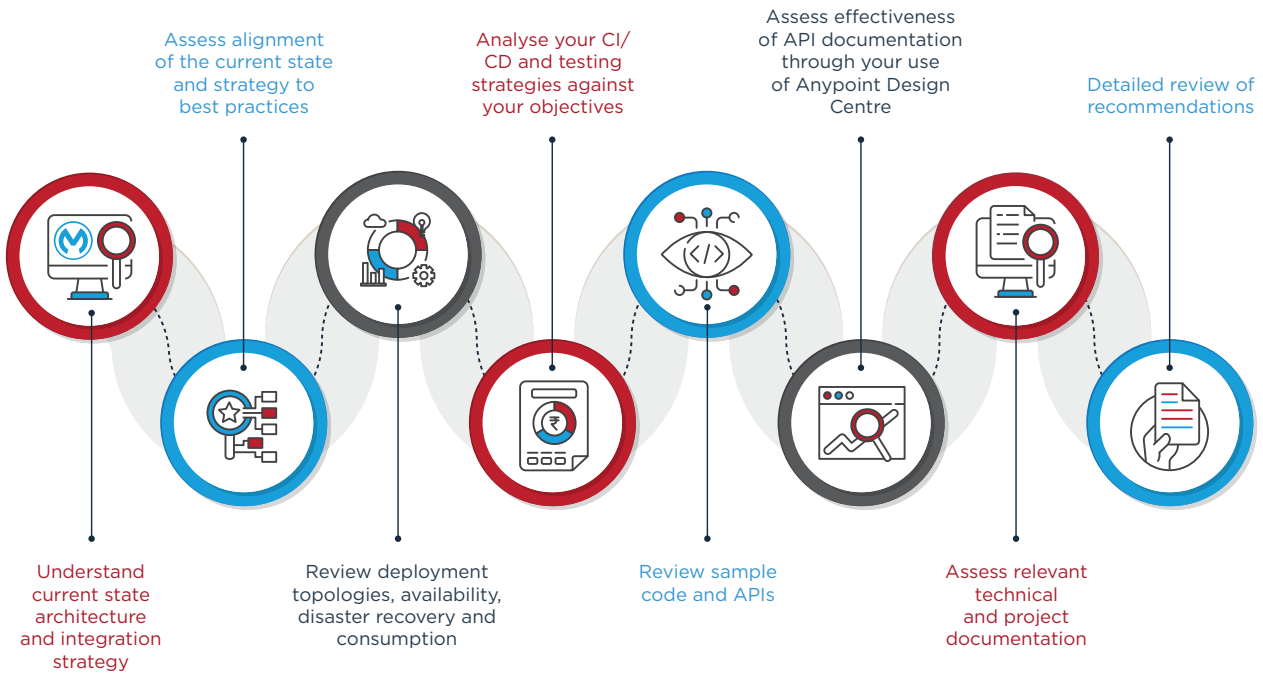 Understand
current state
architecture
and integration
strategy
Assess alignment
of the current state
and strategy to
best practices
Review deployment
topologies, availability,
disaster recovery and
consumption
Analyse your CI/
CD and testing
strategies against
your objectives
₹
Review sample
code and APIs
</>
Assess effectiveness
of API documentation
through your use
of Anypoint Design
Centre
Assess relevant
technical
and project
documentation
Detailed review of
recommendations